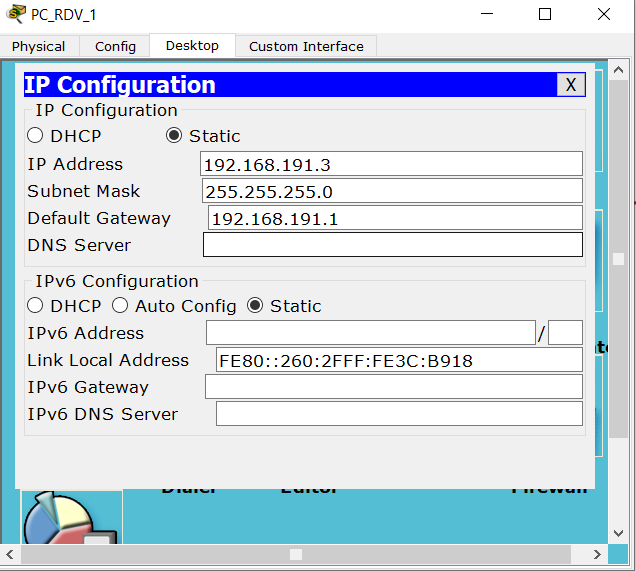 PC_RDV_1
Physical Config Desktop Custom Interface
IP Configuration X
IP Configuration
DHCP Static
IP Address 192.168.191.3
Subnet Mask 255.255.255.0
Default Gateway 192.168.191.1
DNS Server
IPv6 Configuration
DHCP Auto Config Static
IPv6 Address /
Link Local Address FE80::260:2FFF:FE3C:B918
IPv6 Gateway
IPv6 DNS Server
Dialer Editor Firewall